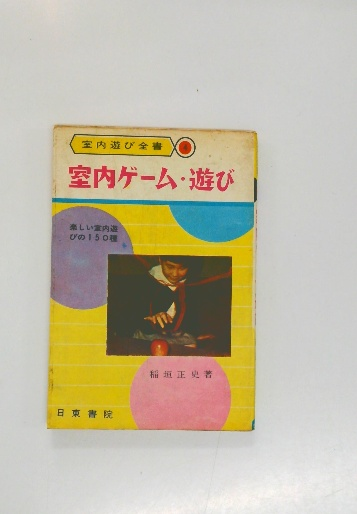 室内遊び全書
室内ゲーム・遊び
楽しい室内遊
びの150種
稲垣正史著
日東書院